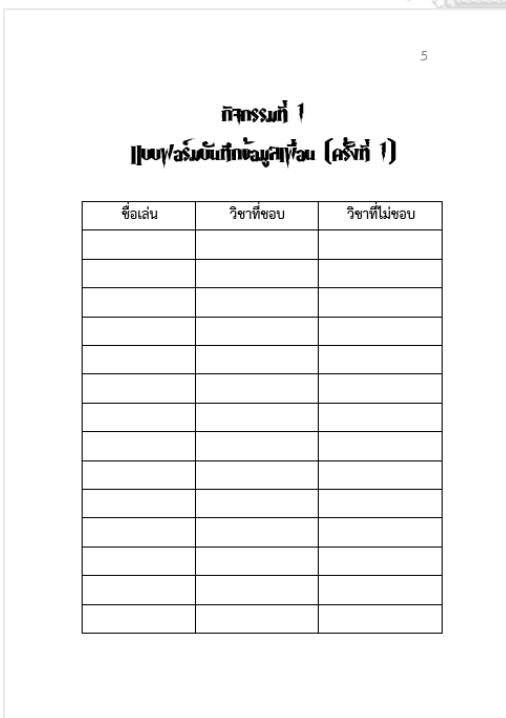 5
กิจกรรมที่ 1
แบบฟอร์มบันทึกข้อมูลเพื่อน (ครั้งที่ 1)
ชื่อเล่น วิชาที่ชอบ วิชาที่ไม่ชอบ